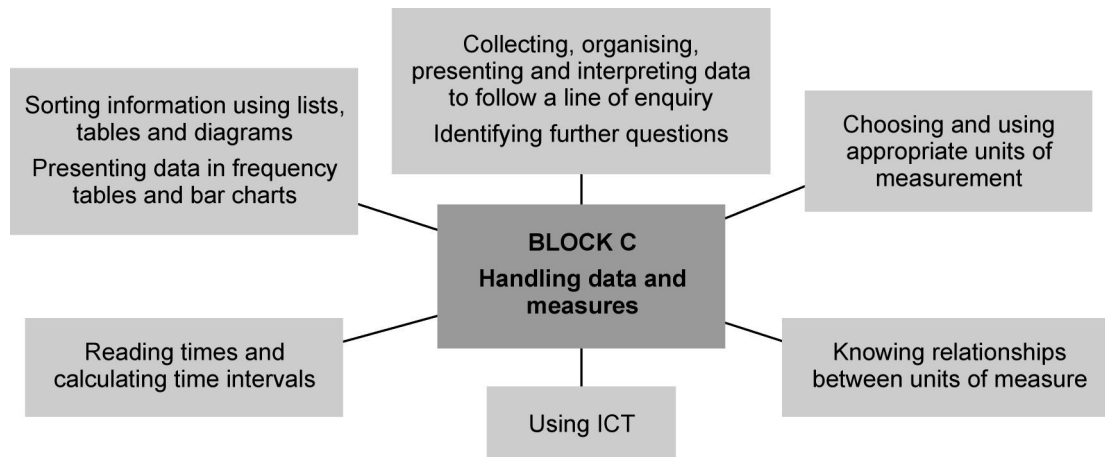 Collecting, organising,
presenting and interpreting data
to follow a line of enquiry
Identifying further questions
Sorting information using lists,
tables and diagrams
Presenting data in frequency
tables and bar charts
Choosing and using
appropriate units of
measurement
BLOCK C
Handling data and
measures
Reading times and
calculating time intervals
Using ICT
Knowing relationships
between units of measure